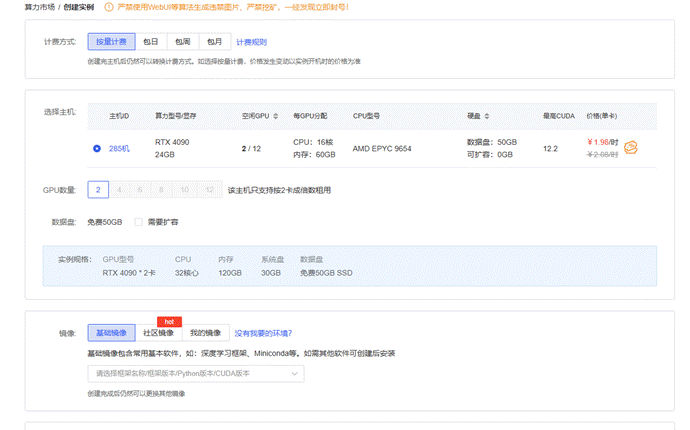 算力市场 / 创建实例 严禁使用WebUI等算法生成违禁图片、严禁挖矿，一经发现立即封号!
计费方式: 按量计费 包日 包周 包月 计费规则
创建完主机后仍然可以转换计费方式。如选择按量计费，价格发生变动以实例开机时的价格为准
选择主机: 主机ID 算力型号/显存 空闲GPU 每GPU分配 CPU型号 硬盘 最高CUDA 价格(单卡)
285机 RTX 4090 24GB 2 / 12 CPU: 16核 内存: 60GB AMD EPYC 9654 数据盘: 50GB 可扩容: 0GB 12.2 ￥1.98/时 ￥2.08/时
GPU数量: 2 4 6 8 10 12 该主机只支持按2卡成倍数租用
数据盘: 免费50GB 需要扩容
实例规格: GPU型号 CPU 内存 系统盘 数据盘
RTX 4090 * 2卡 32核心 120GB 30GB 免费50GB SSD
hot
镜像: 基础镜像 社区镜像 我的镜像 没有我要的环境?
基础镜像包含常用基本软件，如：深度学习框架、Miniconda等。如需其他软件可创建后安装
请选择框架名称/框架版本/Python版本/CUDA版本
创建完成后仍然可以更换其他镜像